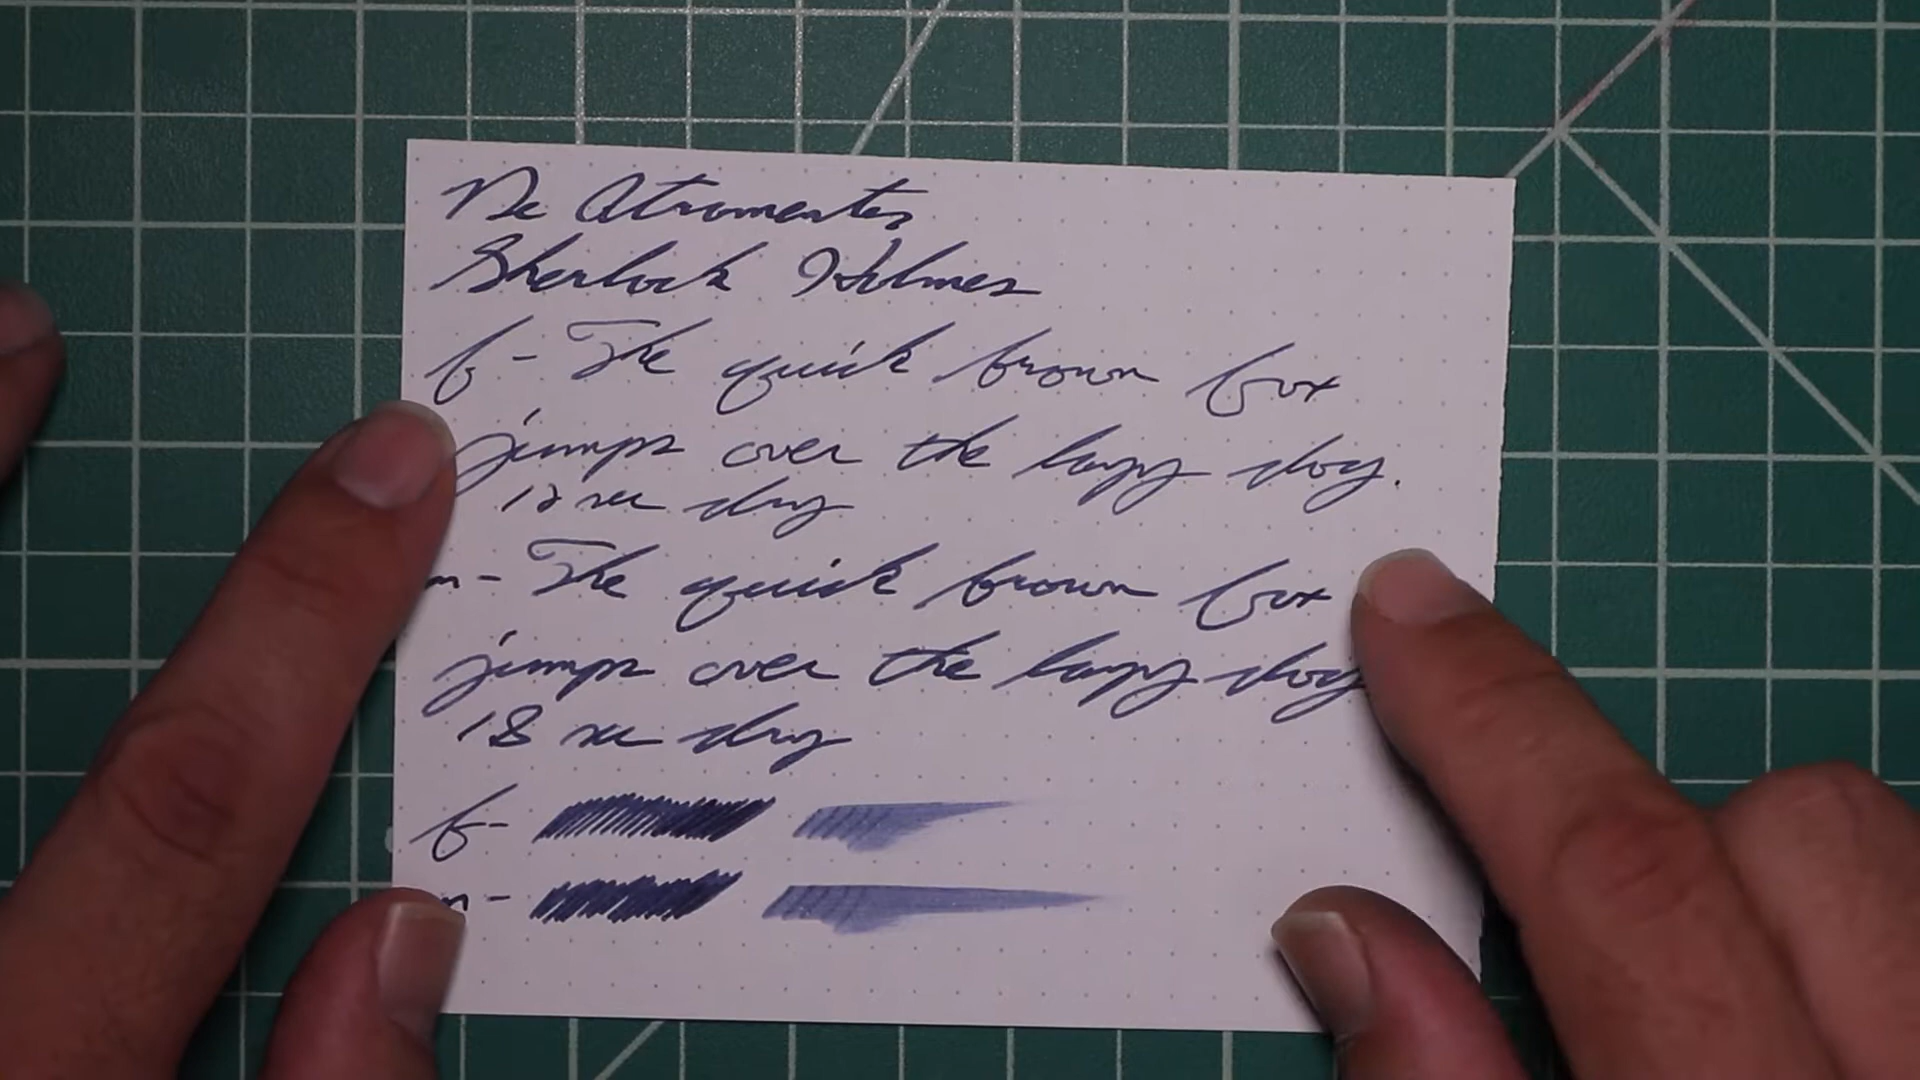 De Atramentis
Sherlock Holmes
f - The quick brown fox
jumps over the lazy dog.
12 sec dry
m - The quick brown fox
jumps over the lazy dog
18 sec dry
f-
m-